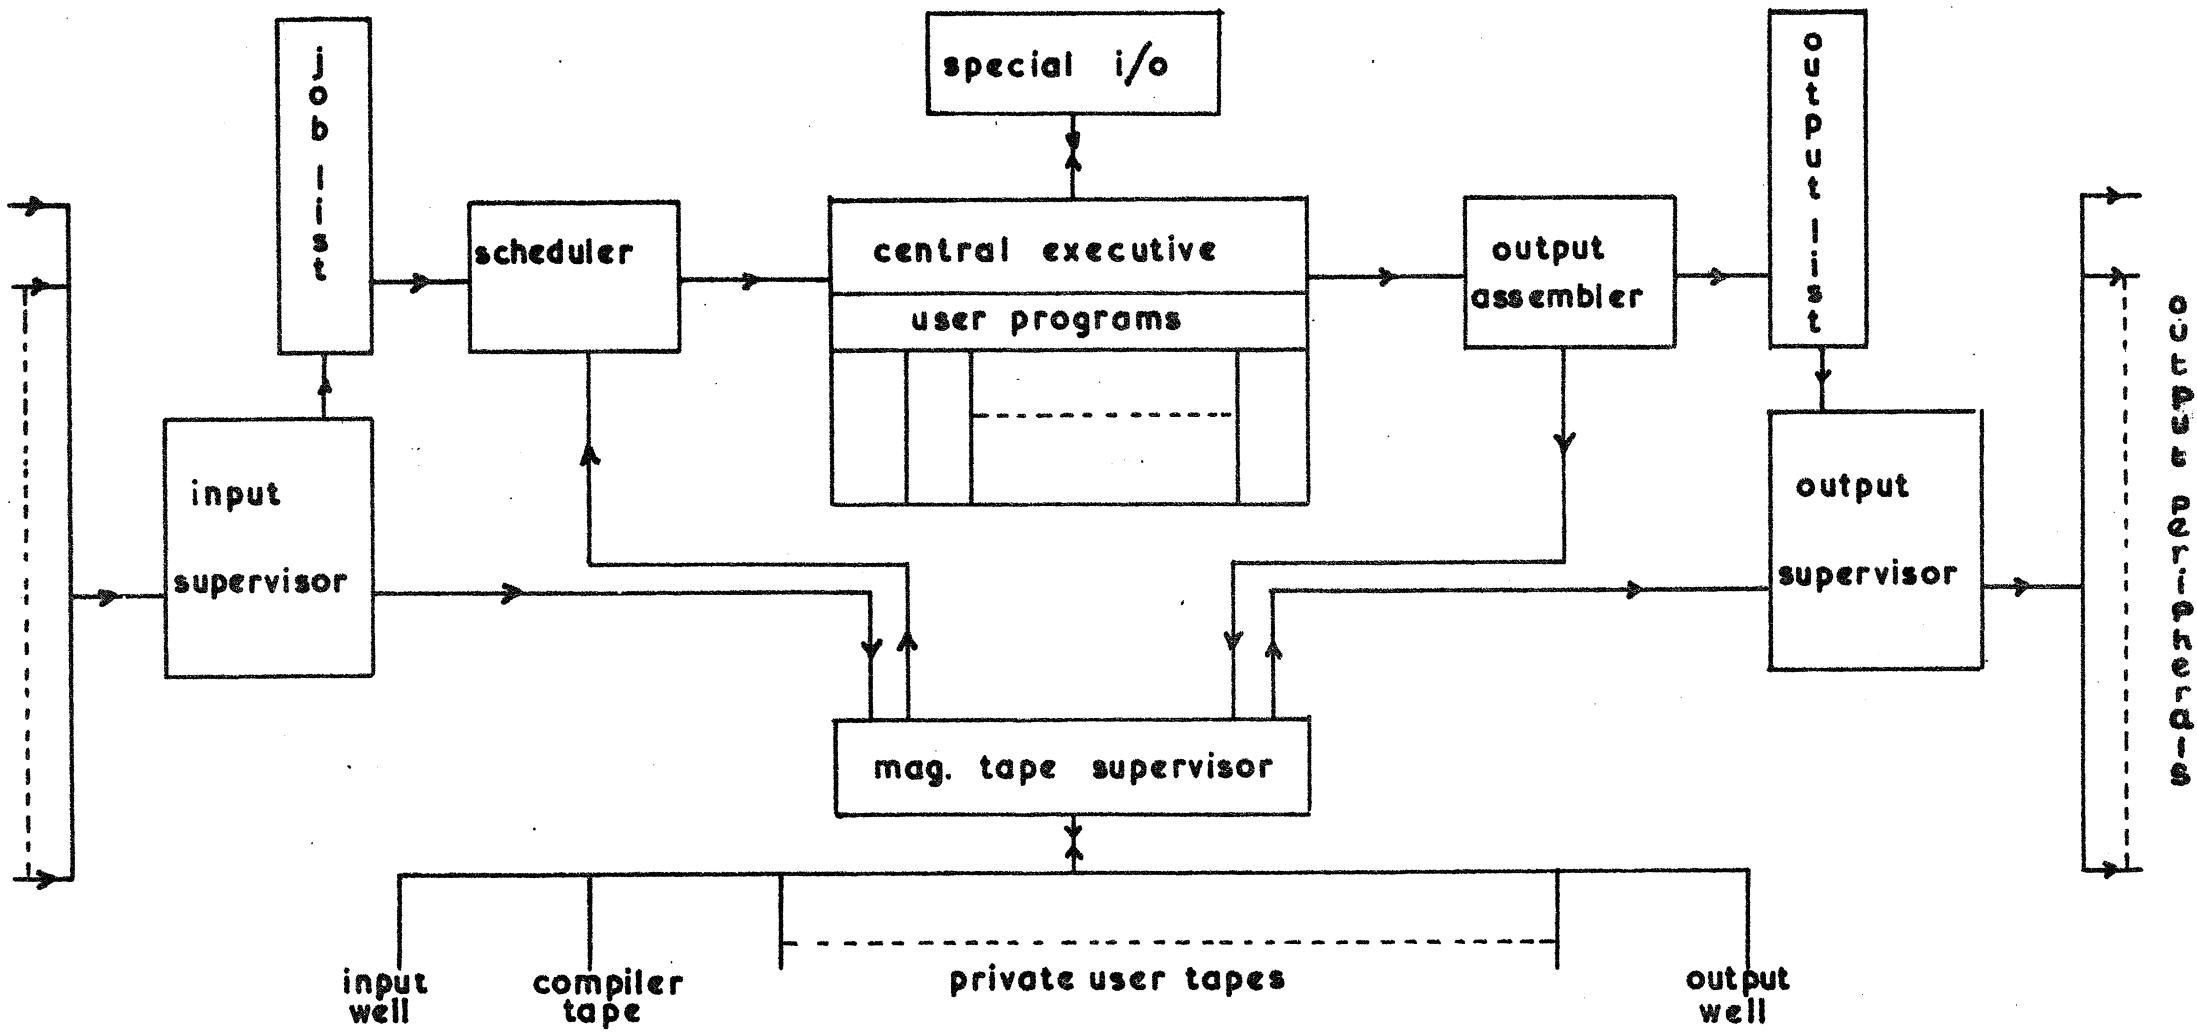 job list
special i/o
output list
scheduler
central executive
output
assembler
user programs
input
supervisor
output
supervisor
output peripherals
mag. tape supervisor
input
well
compiler
tape
private user tapes
output
well